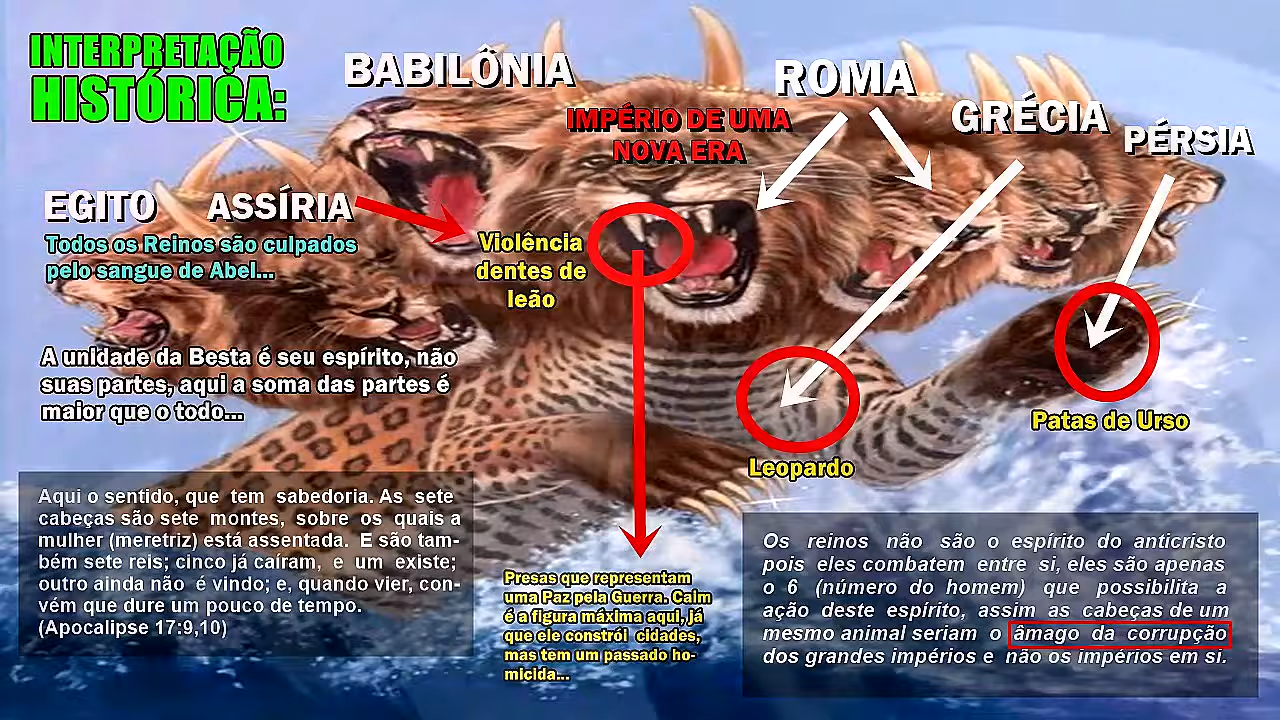 INTERPRETAÇÃO
HISTÓRICA:
BABILÔNIA
ROMA
GRÉCIA
PÉRSIA
IMPÉRIO DE UMA
NOVA ERA
EGITO
ASSÍRIA
Todos os Reinos são culpados
pelo sangue de Abel...
Violência
dentes de
leão
A unidade da Besta é seu espírito, não
suas partes, aqui a soma das partes é
maior que o todo...
Patas de Urso
Leopardo
Aqui o sentido, que tem sabedoria. As sete
cabeças são sete montes, sobre os quais a
mulher (meretriz) está assentada. E são tam-
bém sete reis; cinco já caíram, e um existe;
outro ainda não é vindo; e, quando vier, con-
vém que dure um pouco de tempo.
(Apocalipse 17:9,10)
Presas que representam
uma Paz pela Guerra. Caim
é a figura máxima aqui, já
que ele constrói cidades,
mas tem um passado ho-
micida...
Os reinos não são o espírito do anticristo
pois eles combatem entre si, eles são apenas
o 6 (número do homem) que possibilita a
ação deste espírito, assim as cabeças de um
mesmo animal seriam o âmago da corrupção
dos grandes impérios e não os impérios em si.